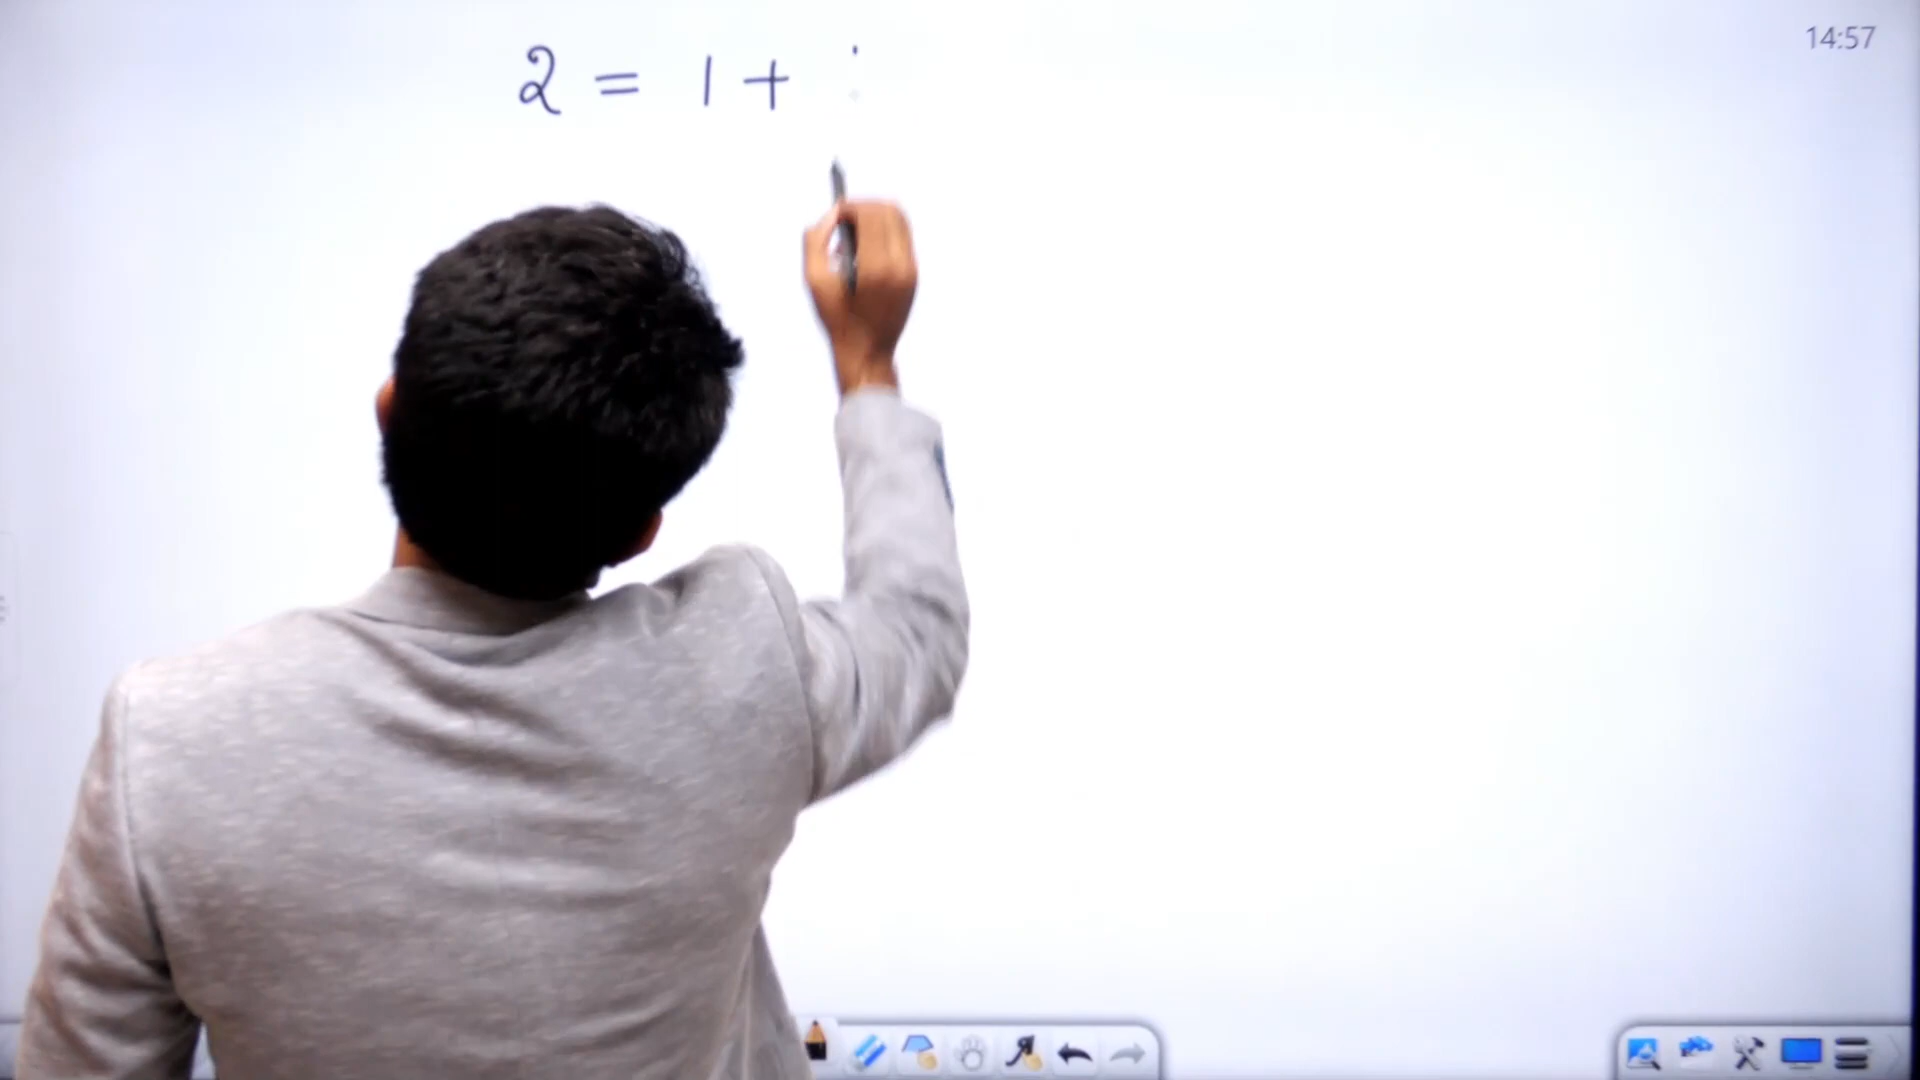 14:57
2 = 1 +